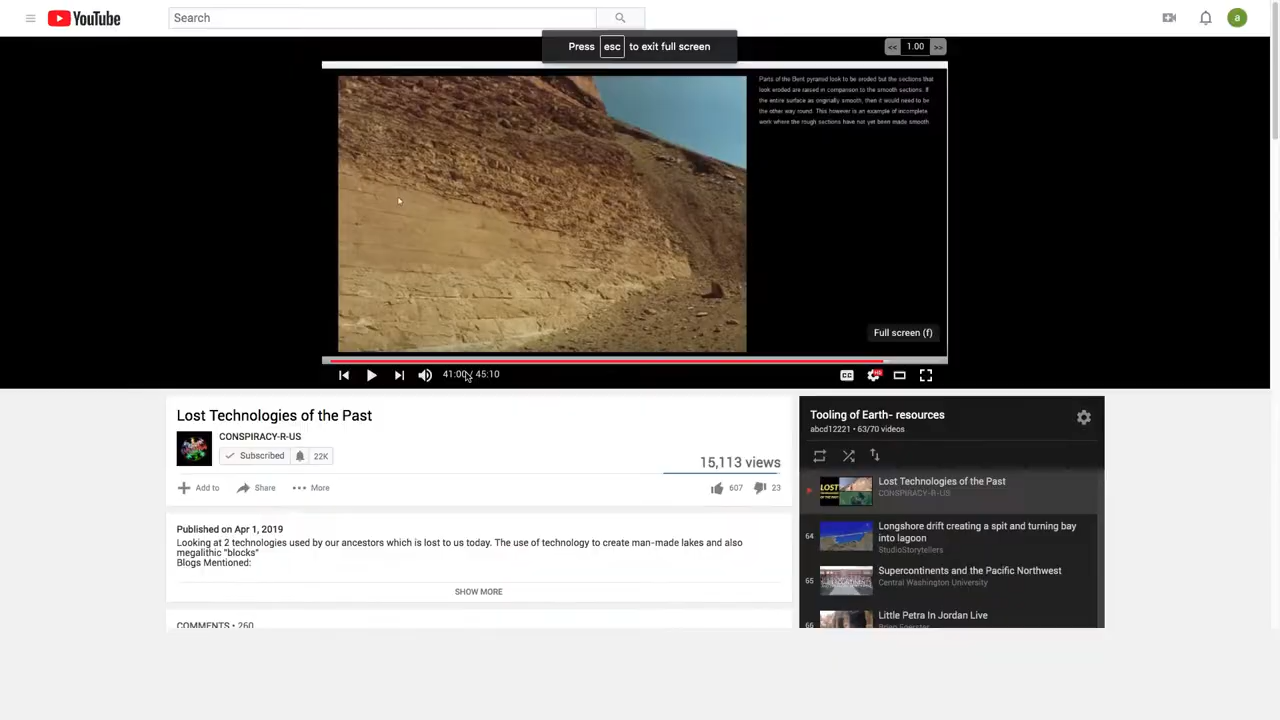 YouTube
Search
a
Press esc to exit full screen
<< 1.00 >>
Parts of the Bent pyramid look to be eroded but the sections that
look eroded are raised in comparison to the smooth sections. If
the entire surface as originally smooth, then it would need to be
the other way round. This however is an example of incomplete
work where the rough sections have not yet been made smooth
Full screen (f)
41:00 / 45:10
CC
HD
Lost Technologies of the Past
CONSPIRACY-R-US
Subscribed 22K
15,113 views
Add to Share More
607 23
Published on Apr 1, 2019
Looking at 2 technologies used by our ancestors which is lost to us today. The use of technology to create man-made lakes and also
megalithic "blocks"
Blogs Mentioned:
SHOW MORE
COMMENTS • 260
Tooling of Earth- resources
abcd12221 • 63/70 videos
LOST
Lost Technologies of the Past
CONSPIRACY-R-US
64
Longshore drift creating a spit and turning bay
into lagoon
StudioStorytellers
65
Supercontinents and the Pacific Northwest
Central Washington University
66
Little Petra In Jordan Live
Brien Foerster